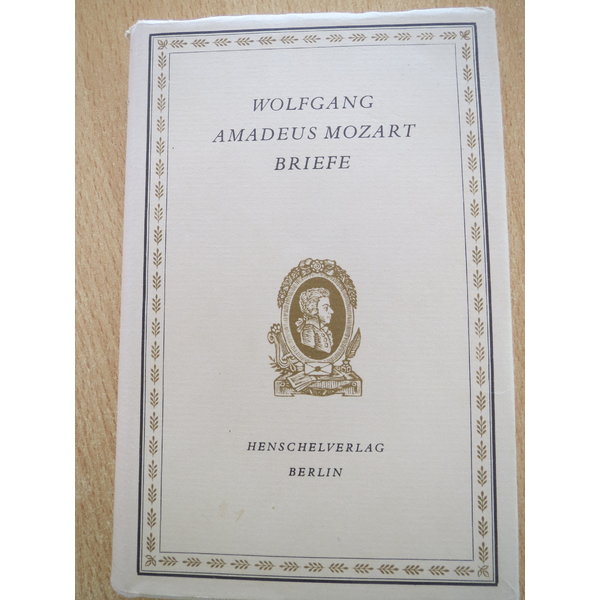 WOLFGANG
AMADEUS MOZART
BRIEFE
HENSCHELVERLAG
BERLIN